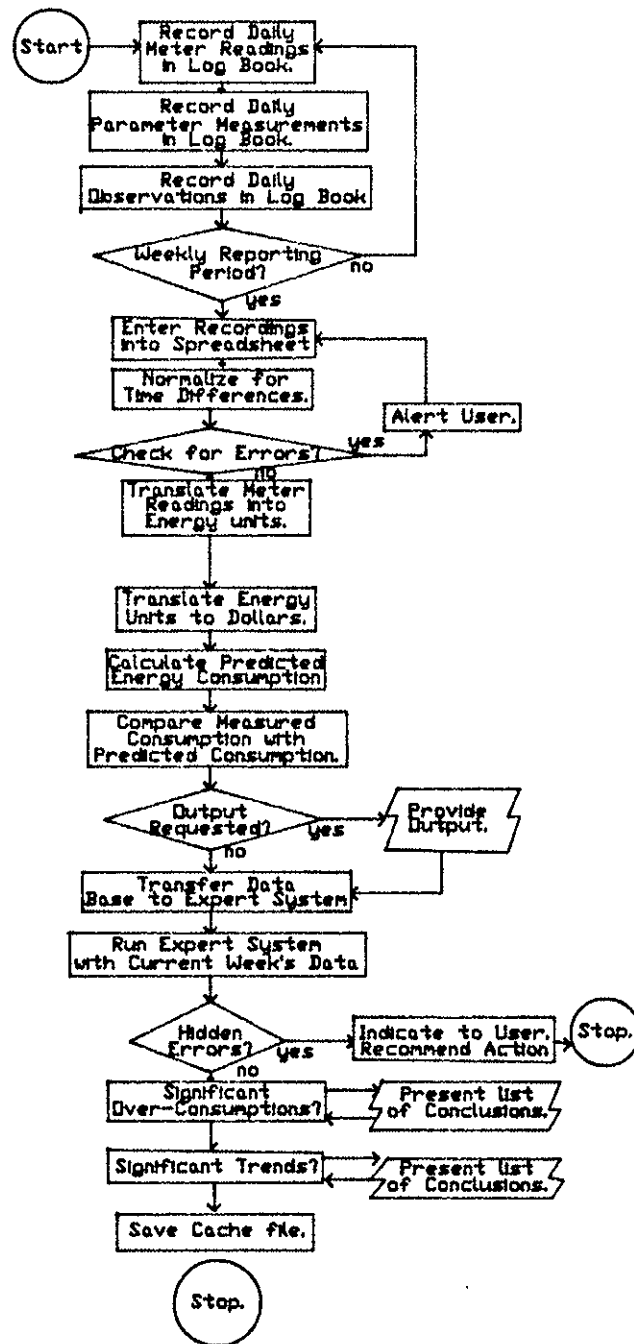 Start
Record Daily
Meter Readings
in Log Book.
Record Daily
Parameter Measurements
in Log Book.
Record Daily
Observations in Log Book
Weekly Reporting
Period?
no
yes
Enter Recordings
into Spreadsheet
Normalize for
Time Differences.
Alert User.
Check for Errors?
yes
no
Translate Meter
Readings into
Energy units.
Translate Energy
Units to Dollars.
Calculate Predicted
Energy Consumption
Compare Measured
Consumption with
Predicted Consumption.
Output
Requested?
yes
no
Provide
Output.
Transfer Data
Base to Expert System
Run Expert System
with Current Week's Data
Hidden
Errors?
yes
no
Indicate to User.
Recommend Action
Stop.
Significant
Over-Consumptions?
Present list
of Conclusions.
Significant Trends?
Present list
of Conclusions.
Save Cache file.
Stop.